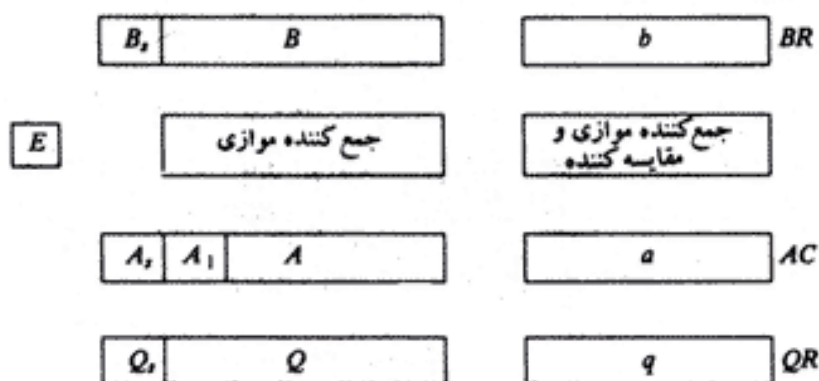 Bs B b BR
E جمع کننده موازی جمع‌کننده موازی و
مقایسه کننده
As A1 A a AC
Qs Q q QR